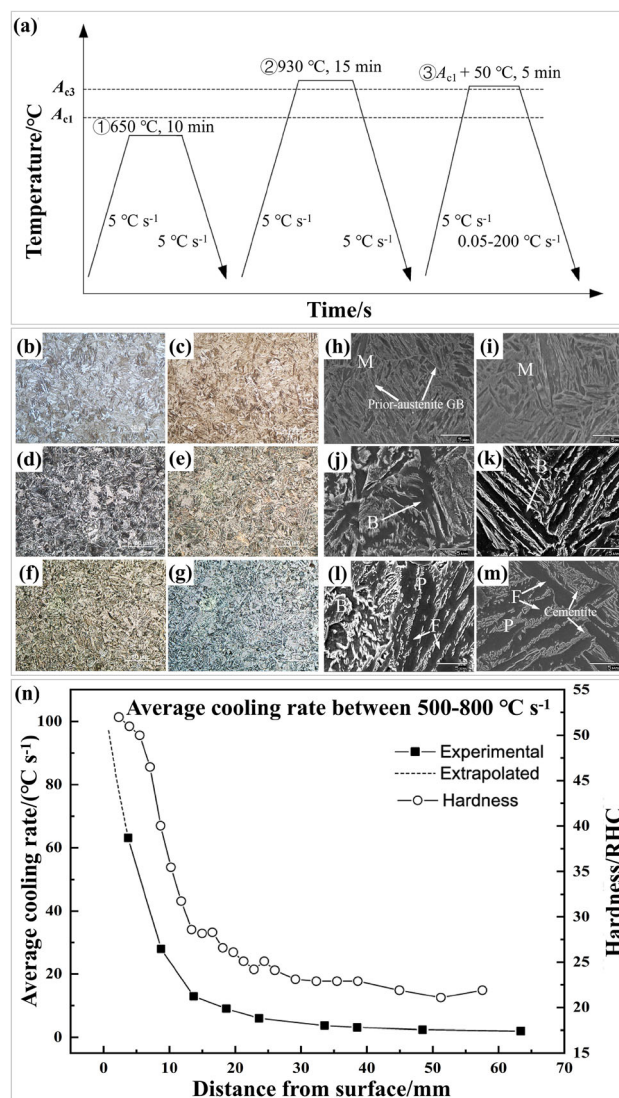 (a)
②930 ℃, 15 min
③Ac1 + 50 ℃, 5 min
Ac3
Ac1
①650 ℃, 10 min
Temperature/℃
5 ℃ s-1
5 ℃ s-1
5 ℃ s-1
5 ℃ s-1
5 ℃ s-1
0.05-200 ℃ s-1
Time/s
(b)
(c)
(h)
M
Prior-austenite GB
(i)
M
(d)
(e)
(j)
B
(k)
B
(f)
(g)
(l)
B
P
F
(m)
F
Cementite
P
(n)
Average cooling rate between 500-800 ℃ s-1
Experimental
Extrapolated
Hardness
Average cooling rate/(℃ s-1)
100
80
60
40
20
0
Hardness/RHC
55
50
45
40
35
30
25
20
15
0 10 20 30 40 50 60 70
Distance from surface/mm